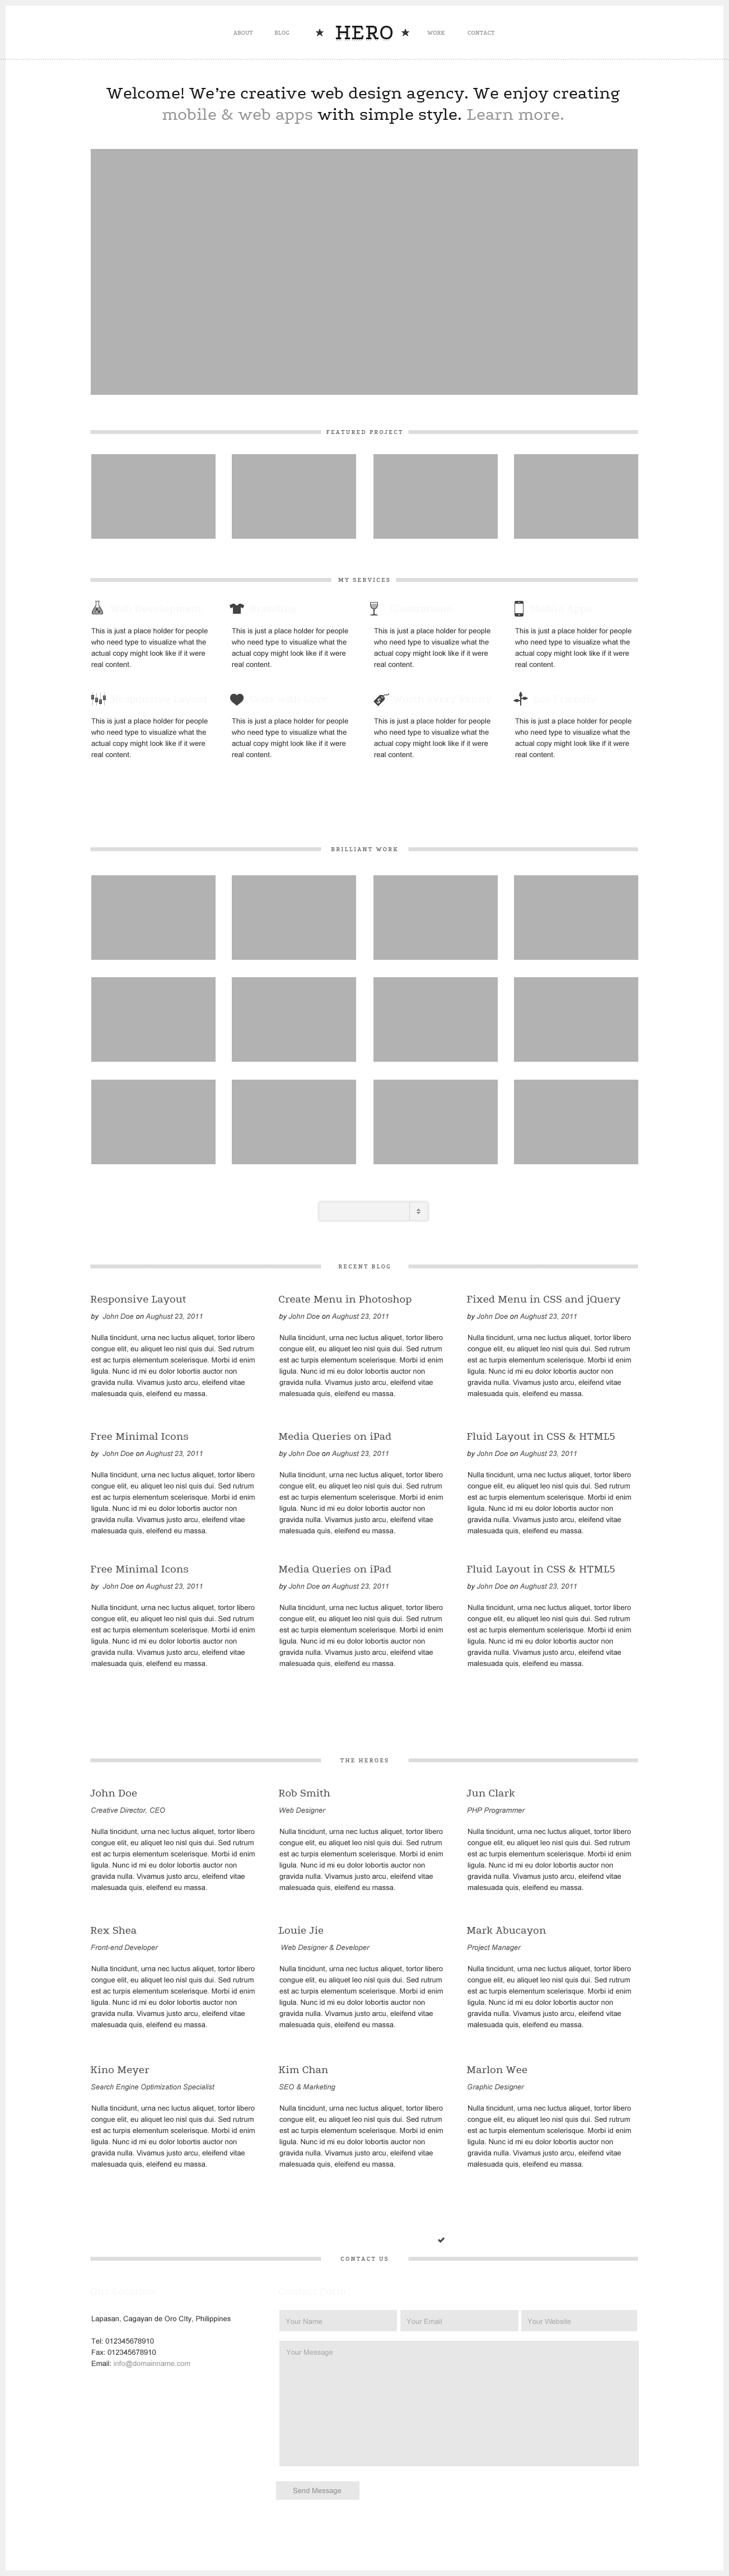 ABOUT BLOG HERO WORK CONTACT
Welcome! We're creative web design agency. We enjoy creating
mobile & web apps with simple style. Learn more.
FEATURED PROJECT
MY SERVICES
This is just a place holder for people
who need type to visualize what the
actual copy might look like if it were
real content.
This is just a place holder for people
who need type to visualize what the
actual copy might look like if it were
real content.
This is just a place holder for people
who need type to visualize what the
actual copy might look like if it were
real content.
This is just a place holder for people
who need type to visualize what the
actual copy might look like if it were
real content.
This is just a place holder for people
who need type to visualize what the
actual copy might look like if it were
real content.
This is just a place holder for people
who need type to visualize what the
actual copy might look like if it were
real content.
This is just a place holder for people
who need type to visualize what the
actual copy might look like if it were
real content.
This is just a place holder for people
who need type to visualize what the
actual copy might look like if it were
real content.
BRILLIANT WORK
RECENT BLOG
Responsive Layout
by John Doe on Aughust 23, 2011
Nulla tincidunt, urna nec luctus aliquet, tortor libero
congue elit, eu aliquet leo nisl quis dui. Sed rutrum
est ac turpis elementum scelerisque. Morbi id enim
ligula. Nunc id mi eu dolor lobortis auctor non
gravida nulla. Vivamus justo arcu, eleifend vitae
malesuada quis, eleifend eu massa.
Create Menu in Photoshop
by John Doe on Aughust 23, 2011
Nulla tincidunt, urna nec luctus aliquet, tortor libero
congue elit, eu aliquet leo nisl quis dui. Sed rutrum
est ac turpis elementum scelerisque. Morbi id enim
ligula. Nunc id mi eu dolor lobortis auctor non
gravida nulla. Vivamus justo arcu, eleifend vitae
malesuada quis, eleifend eu massa.
Fixed Menu in CSS and jQuery
by John Doe on Aughust 23, 2011
Nulla tincidunt, urna nec luctus aliquet, tortor libero
congue elit, eu aliquet leo nisl quis dui. Sed rutrum
est ac turpis elementum scelerisque. Morbi id enim
ligula. Nunc id mi eu dolor lobortis auctor non
gravida nulla. Vivamus justo arcu, eleifend vitae
malesuada quis, eleifend eu massa.
Free Minimal Icons
by John Doe on Aughust 23, 2011
Nulla tincidunt, urna nec luctus aliquet, tortor libero
congue elit, eu aliquet leo nisl quis dui. Sed rutrum
est ac turpis elementum scelerisque. Morbi id enim
ligula. Nunc id mi eu dolor lobortis auctor non
gravida nulla. Vivamus justo arcu, eleifend vitae
malesuada quis, eleifend eu massa.
Media Queries on iPad
by John Doe on Aughust 23, 2011
Nulla tincidunt, urna nec luctus aliquet, tortor libero
congue elit, eu aliquet leo nisl quis dui. Sed rutrum
est ac turpis elementum scelerisque. Morbi id enim
ligula. Nunc id mi eu dolor lobortis auctor non
gravida nulla. Vivamus justo arcu, eleifend vitae
malesuada quis, eleifend eu massa.
Fluid Layout in CSS & HTML5
by John Doe on Aughust 23, 2011
Nulla tincidunt, urna nec luctus aliquet, tortor libero
congue elit, eu aliquet leo nisl quis dui. Sed rutrum
est ac turpis elementum scelerisque. Morbi id enim
ligula. Nunc id mi eu dolor lobortis auctor non
gravida nulla. Vivamus justo arcu, eleifend vitae
malesuada quis, eleifend eu massa.
Free Minimal Icons
by John Doe on Aughust 23, 2011
Nulla tincidunt, urna nec luctus aliquet, tortor libero
congue elit, eu aliquet leo nisl quis dui. Sed rutrum
est ac turpis elementum scelerisque. Morbi id enim
ligula. Nunc id mi eu dolor lobortis auctor non
gravida nulla. Vivamus justo arcu, eleifend vitae
malesuada quis, eleifend eu massa.
Media Queries on iPad
by John Doe on Aughust 23, 2011
Nulla tincidunt, urna nec luctus aliquet, tortor libero
congue elit, eu aliquet leo nisl quis dui. Sed rutrum
est ac turpis elementum scelerisque. Morbi id enim
ligula. Nunc id mi eu dolor lobortis auctor non
gravida nulla. Vivamus justo arcu, eleifend vitae
malesuada quis, eleifend eu massa.
Fluid Layout in CSS & HTML5
by John Doe on Aughust 23, 2011
Nulla tincidunt, urna nec luctus aliquet, tortor libero
congue elit, eu aliquet leo nisl quis dui. Sed rutrum
est ac turpis elementum scelerisque. Morbi id enim
ligula. Nunc id mi eu dolor lobortis auctor non
gravida nulla. Vivamus justo arcu, eleifend vitae
malesuada quis, eleifend eu massa.
THE HEROES
John Doe
Creative Director, CEO
Nulla tincidunt, urna nec luctus aliquet, tortor libero
congue elit, eu aliquet leo nisl quis dui. Sed rutrum
est ac turpis elementum scelerisque. Morbi id enim
ligula. Nunc id mi eu dolor lobortis auctor non
gravida nulla. Vivamus justo arcu, eleifend vitae
malesuada quis, eleifend eu massa.
Rob Smith
Web Designer
Nulla tincidunt, urna nec luctus aliquet, tortor libero
congue elit, eu aliquet leo nisl quis dui. Sed rutrum
est ac turpis elementum scelerisque. Morbi id enim
ligula. Nunc id mi eu dolor lobortis auctor non
gravida nulla. Vivamus justo arcu, eleifend vitae
malesuada quis, eleifend eu massa.
Jun Clark
PHP Programmer
Nulla tincidunt, urna nec luctus aliquet, tortor libero
congue elit, eu aliquet leo nisl quis dui. Sed rutrum
est ac turpis elementum scelerisque. Morbi id enim
ligula. Nunc id mi eu dolor lobortis auctor non
gravida nulla. Vivamus justo arcu, eleifend vitae
malesuada quis, eleifend eu massa.
Rex Shea
Front-end Developer
Nulla tincidunt, urna nec luctus aliquet, tortor libero
congue elit, eu aliquet leo nisl quis dui. Sed rutrum
est ac turpis elementum scelerisque. Morbi id enim
ligula. Nunc id mi eu dolor lobortis auctor non
gravida nulla. Vivamus justo arcu, eleifend vitae
malesuada quis, eleifend eu massa.
Louie Jie
Web Designer & Developer
Nulla tincidunt, urna nec luctus aliquet, tortor libero
congue elit, eu aliquet leo nisl quis dui. Sed rutrum
est ac turpis elementum scelerisque. Morbi id enim
ligula. Nunc id mi eu dolor lobortis auctor non
gravida nulla. Vivamus justo arcu, eleifend vitae
malesuada quis, eleifend eu massa.
Mark Abucayon
Project Manager
Nulla tincidunt, urna nec luctus aliquet, tortor libero
congue elit, eu aliquet leo nisl quis dui. Sed rutrum
est ac turpis elementum scelerisque. Morbi id enim
ligula. Nunc id mi eu dolor lobortis auctor non
gravida nulla. Vivamus justo arcu, eleifend vitae
malesuada quis, eleifend eu massa.
Kino Meyer
Search Engine Optimization Specialist
Nulla tincidunt, urna nec luctus aliquet, tortor libero
congue elit, eu aliquet leo nisl quis dui. Sed rutrum
est ac turpis elementum scelerisque. Morbi id enim
ligula. Nunc id mi eu dolor lobortis auctor non
gravida nulla. Vivamus justo arcu, eleifend vitae
malesuada quis, eleifend eu massa.
Kim Chan
SEO & Marketing
Nulla tincidunt, urna nec luctus aliquet, tortor libero
congue elit, eu aliquet leo nisl quis dui. Sed rutrum
est ac turpis elementum scelerisque. Morbi id enim
ligula. Nunc id mi eu dolor lobortis auctor non
gravida nulla. Vivamus justo arcu, eleifend vitae
malesuada quis, eleifend eu massa.
Marlon Wee
Graphic Designer
Nulla tincidunt, urna nec luctus aliquet, tortor libero
congue elit, eu aliquet leo nisl quis dui. Sed rutrum
est ac turpis elementum scelerisque. Morbi id enim
ligula. Nunc id mi eu dolor lobortis auctor non
gravida nulla. Vivamus justo arcu, eleifend vitae
malesuada quis, eleifend eu massa.
CONTACT US
Lapasan, Cagayan de Oro CIty, Philippines
Tel: 012345678910
Fax: 012345678910
Email: info@domainname.com
Your Name
Your Email
Your Website
Your Message
Send Message